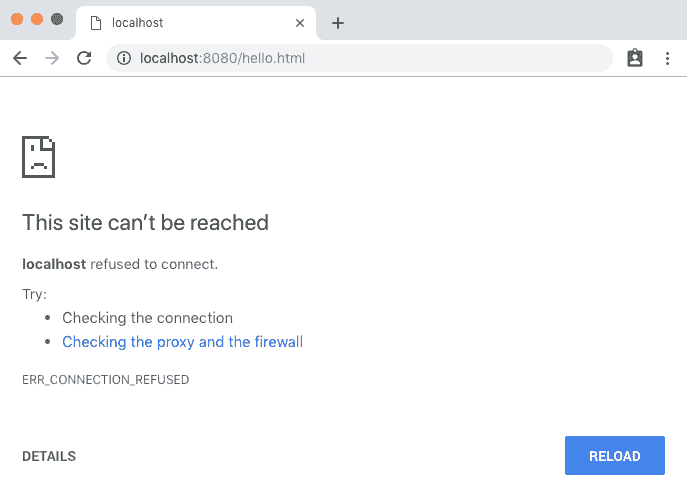 localhost
localhost:8080/hello.html
This site can’t be reached
localhost refused to connect.
Try:
• Checking the connection
• Checking the proxy and the firewall
ERR_CONNECTION_REFUSED
DETAILS
RELOAD